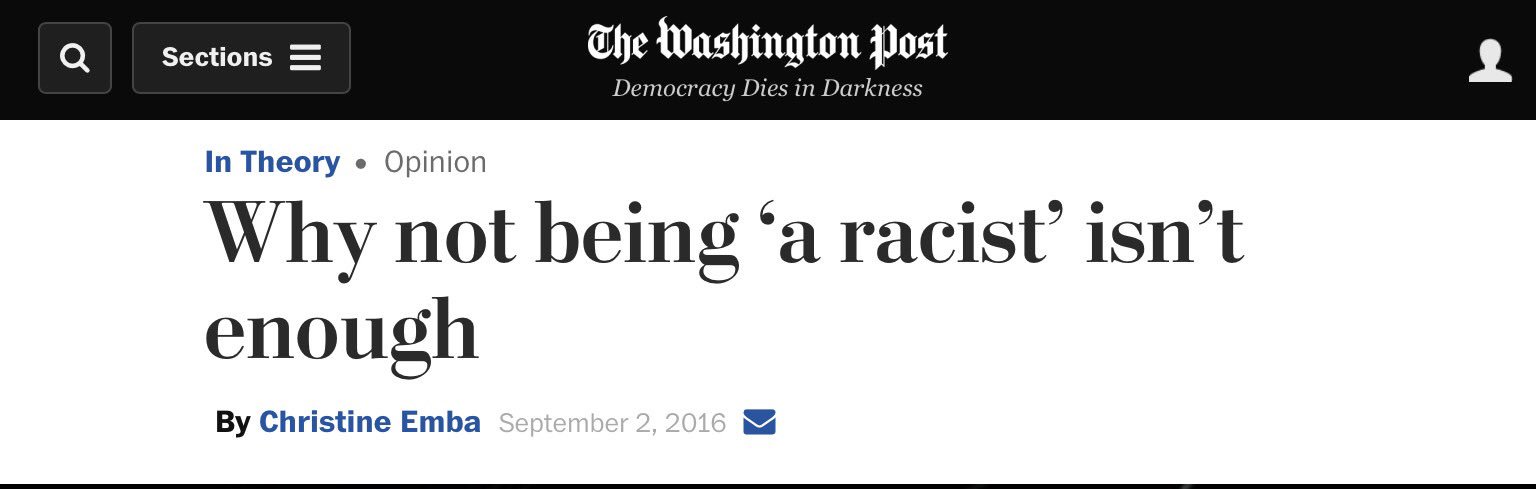 Sections
The Washington Post
Democracy Dies in Darkness
In Theory • Opinion
Why not being ‘a racist’ isn’t
enough
By Christine Emba September 2, 2016